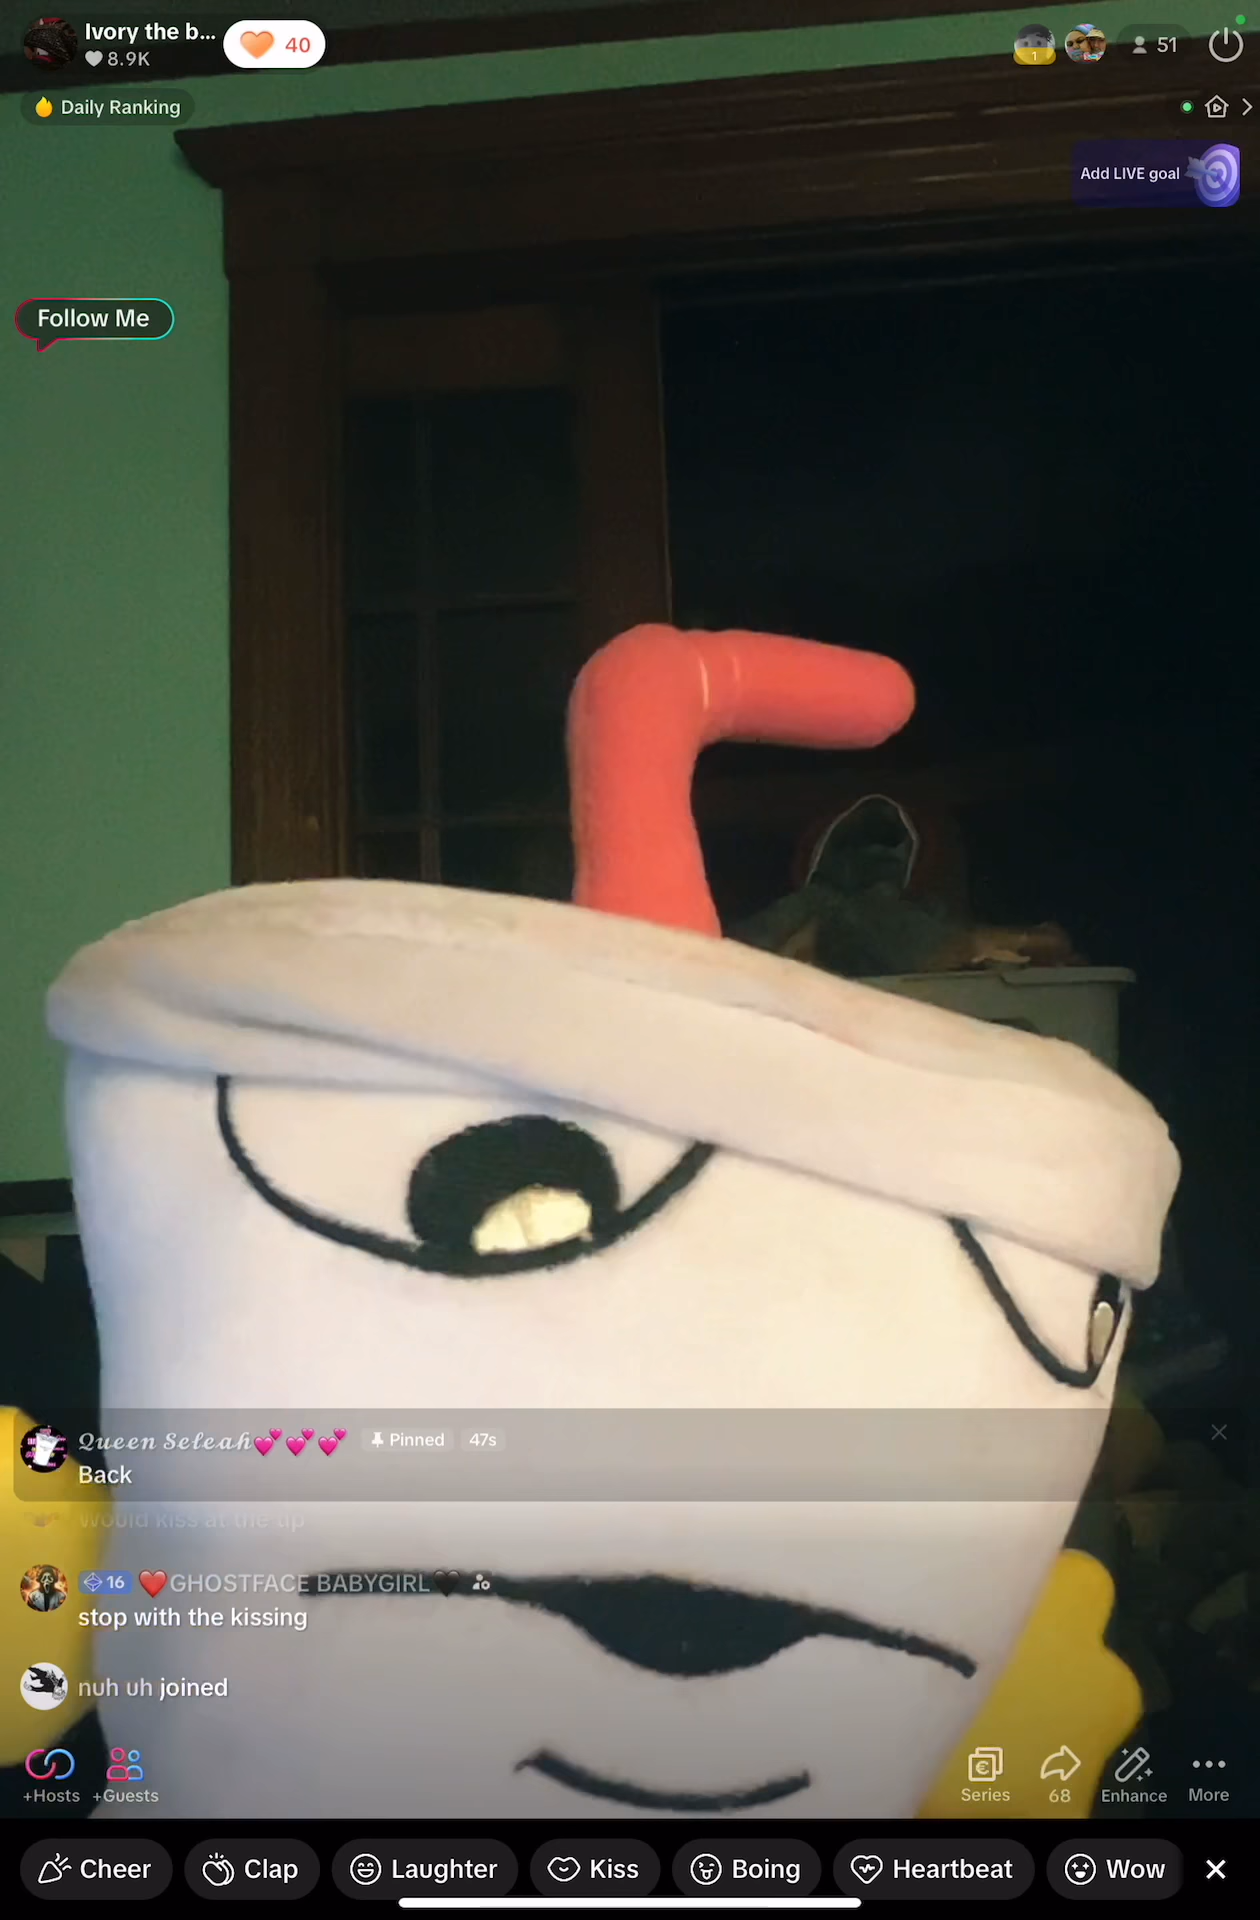 Ivory the b...
8.9K
40
1
51
Daily Ranking
Add LIVE goal
Follow Me
Queen Seleah💕💕💕 Pinned 47s
Back
Would kiss at the tip
16 ❤️GHOSTFACE BABYGIRL🖤
stop with the kissing
nuh uh joined
+Hosts +Guests
Series 68 Enhance More
Cheer Clap Laughter Kiss Boing Heartbeat Wow